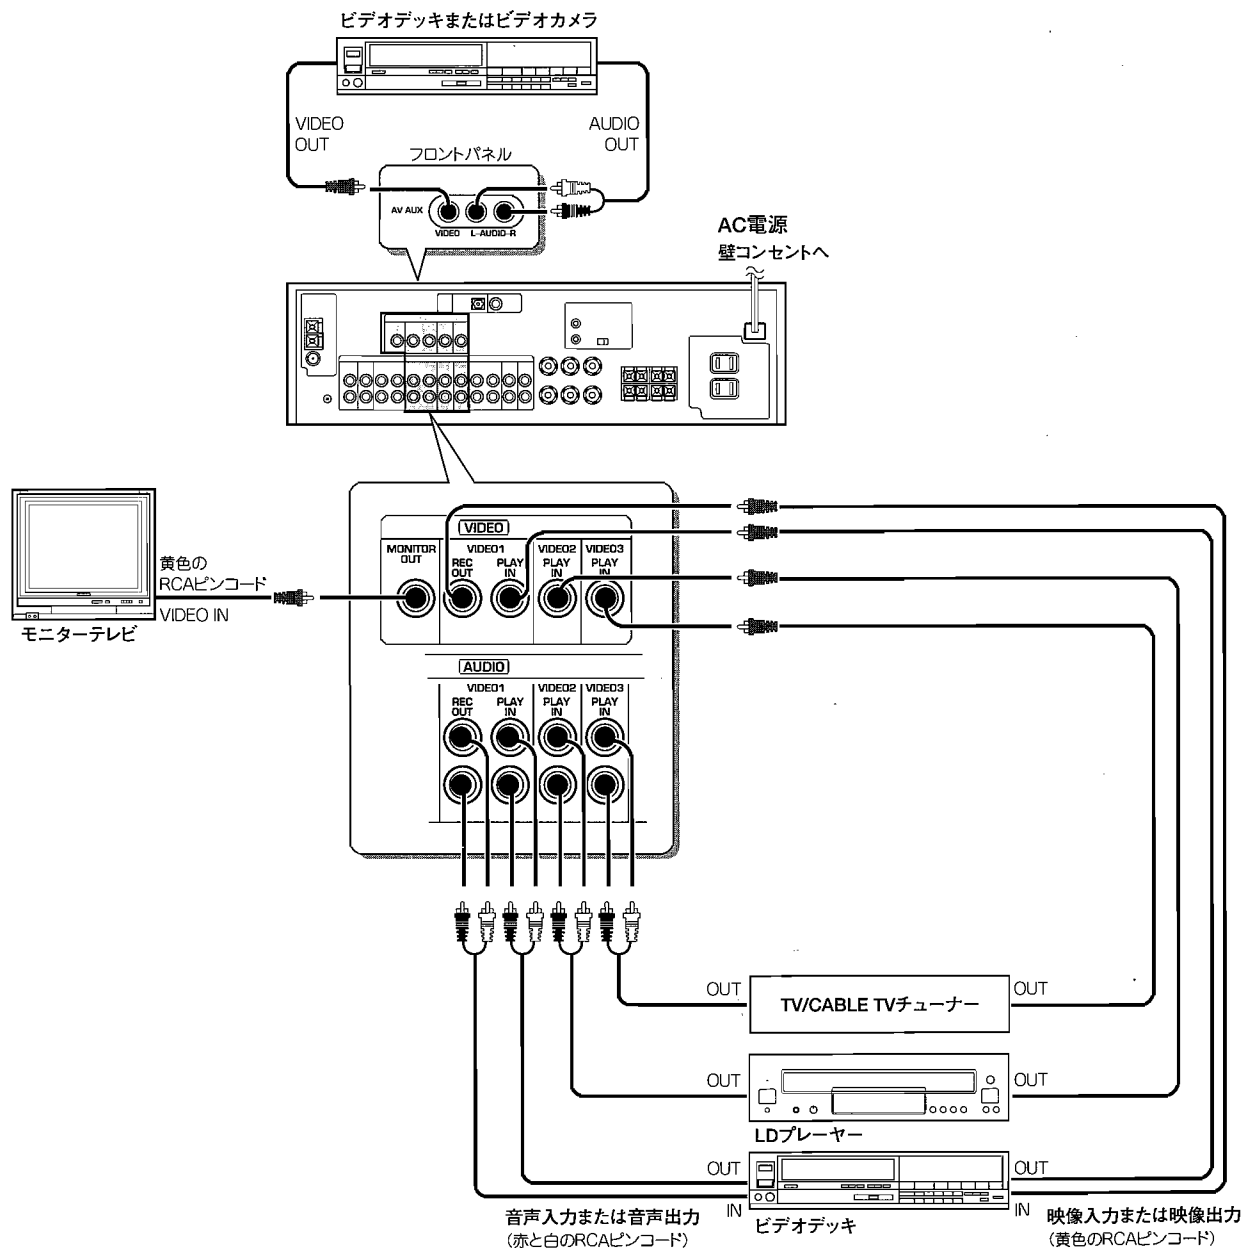 ビデオデッキまたはビデオカメラ
VIDEO
OUT
AUDIO
OUT
フロントパネル
AV AUX
VIDEO L-AUDIO-R
AC電源
壁コンセントへ
黄色の
RCAピンコード
VIDEO IN
モニターテレビ
VIDEO
MONITOR
OUT
VIDEO1
REC
OUT
PLAY
IN
VIDEO2
PLAY
IN
VIDEO3
PLAY
IN
AUDIO
VIDEO1
REC
OUT
PLAY
IN
VIDEO2
PLAY
IN
VIDEO3
PLAY
IN
OUT
TV/CABLE TVチューナー
OUT
OUT
OUT
LDプレーヤー
OUT
OUT
IN
ビデオデッキ
IN
音声入力または音声出力
(赤と白のRCAピンコード)
映像入力または映像出力
(黄色のRCAピンコード)